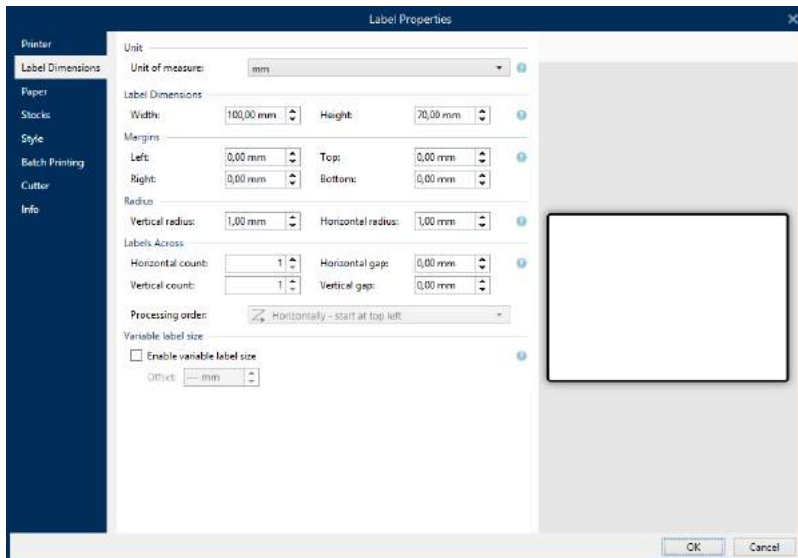 Label Properties
Printer
Label Dimensions
Paper
Stocks
Style
Batch Printing
Cutter
Info
Unit
Unit of measure: mm
Label Dimensions
Width: 100,00 mm Height: 70,00 mm
Margins
Left: 0,00 mm Top: 0,00 mm
Right: 0,00 mm Bottom: 0,00 mm
Radius
Vertical radius: 1,00 mm Horizontal radius: 1,00 mm
Labels Across
Horizontal count: 1 Horizontal gap: 0,00 mm
Vertical count: 1 Vertical gap: 0,00 mm
Processing order: Horizontally - start at top left
Variable label size
Enable variable label size
Offset: --- mm
OK Cancel